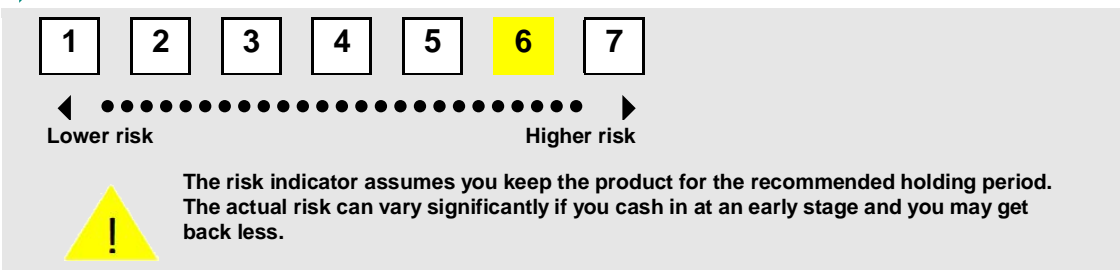 1 2 3 4 5 6 7
Lower risk Higher risk
The risk indicator assumes you keep the product for the recommended holding period.
The actual risk can vary significantly if you cash in at an early stage and you may get
back less.
!